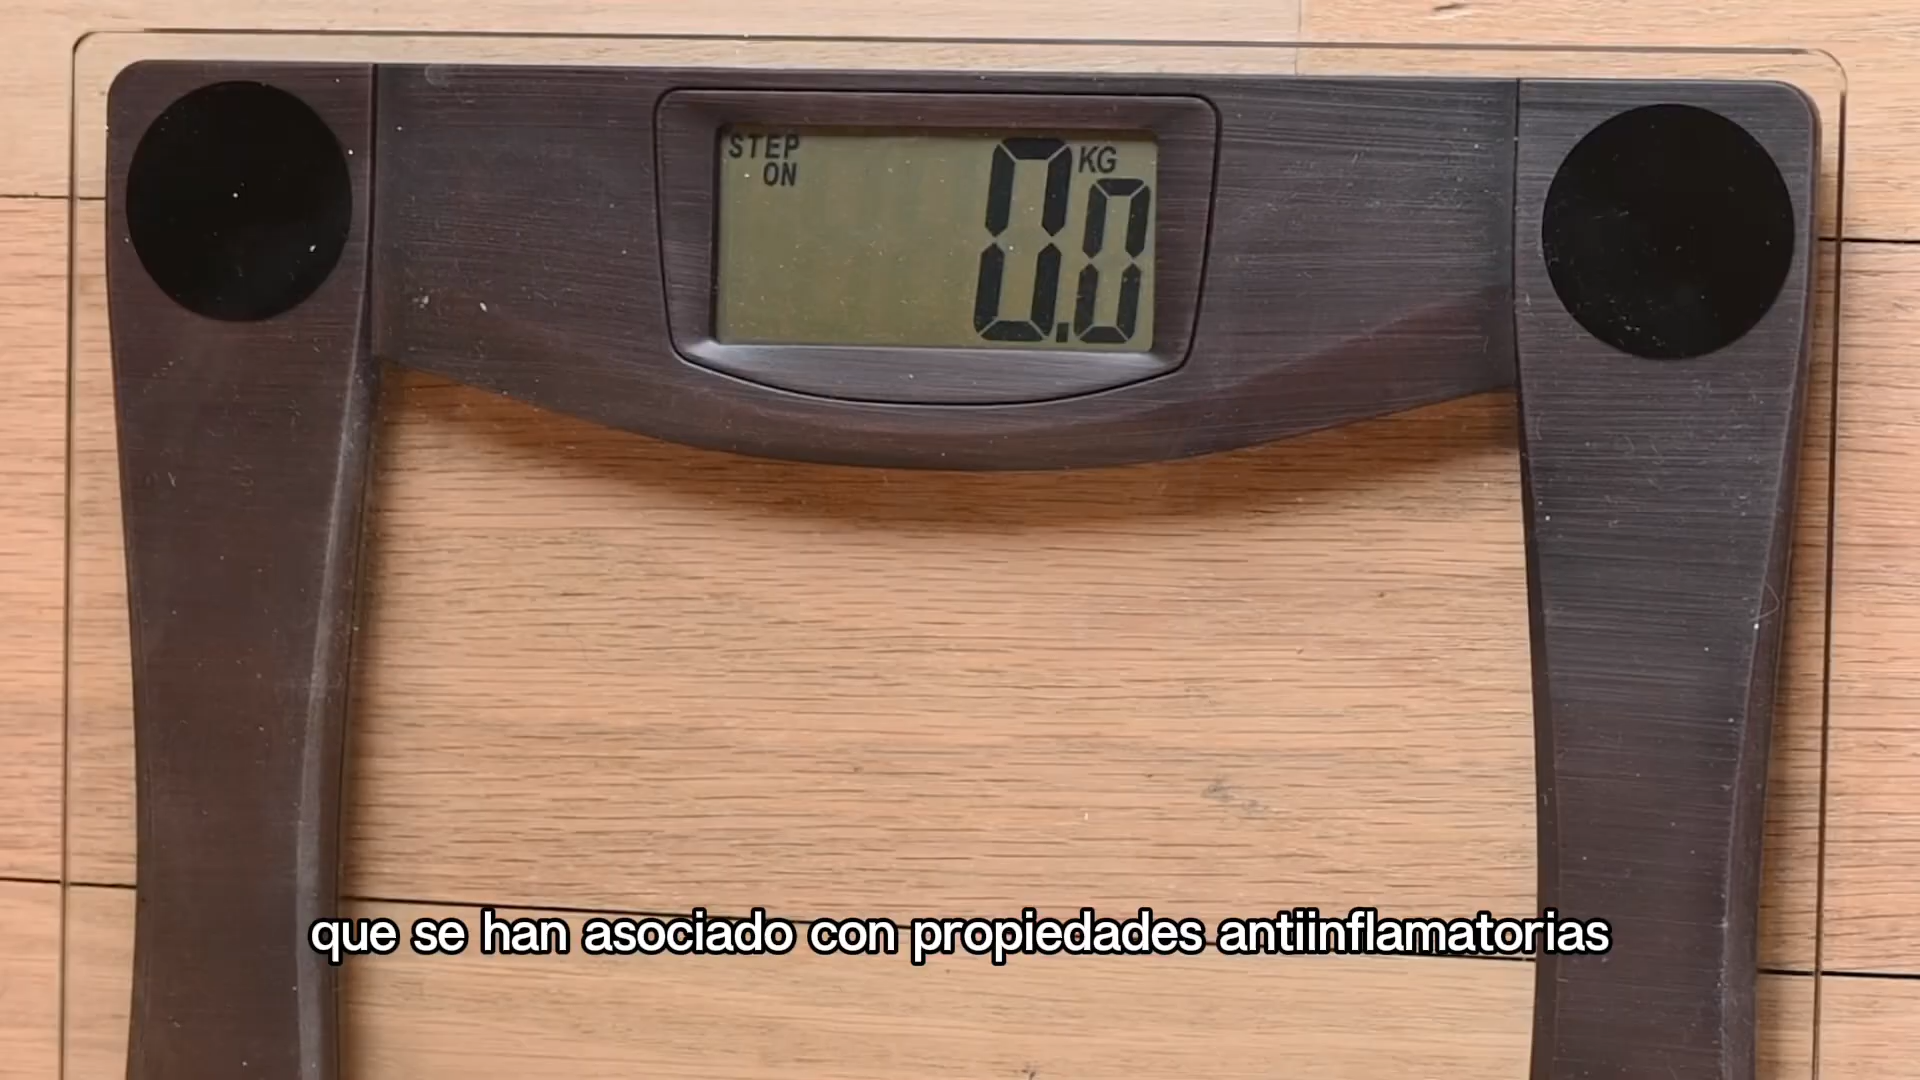 STEP
ON
0.0 KG
que se han asociado con propiedades antiinflamatorias